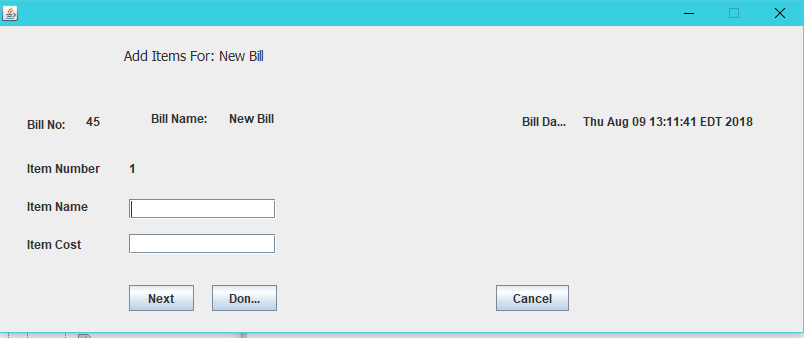 Add Items For: New Bill
Bill No: 45 Bill Name: New Bill Bill Da... Thu Aug 09 13:11:41 EDT 2018
Item Number 1
Item Name
Item Cost
Next Don... Cancel